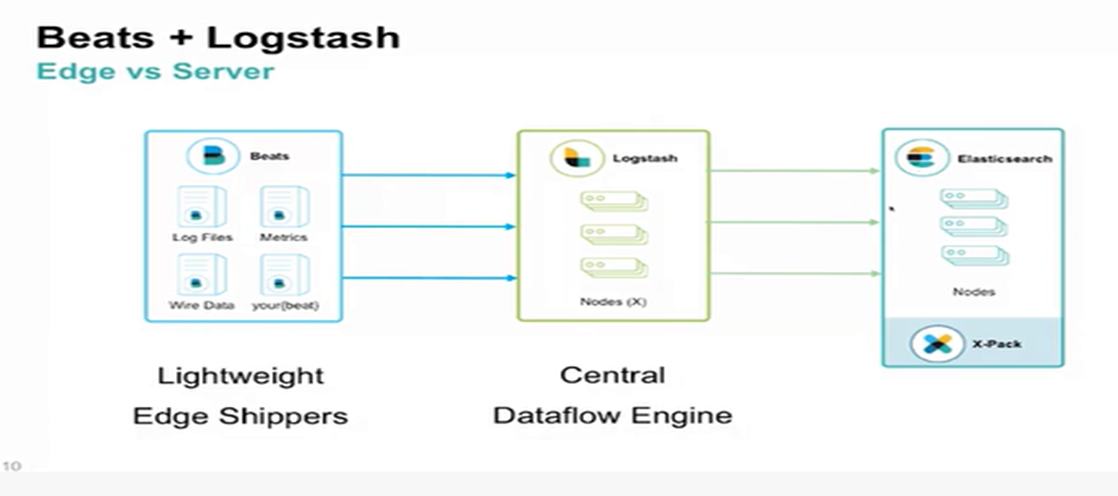 Beats + Logstash
Edge vs Server
Beats
Log Files
Metrics
Wire Data
your{beat}
Logstash
Nodes (X)
Elasticsearch
Nodes
X-Pack
Lightweight
Edge Shippers
Central
Dataflow Engine
10